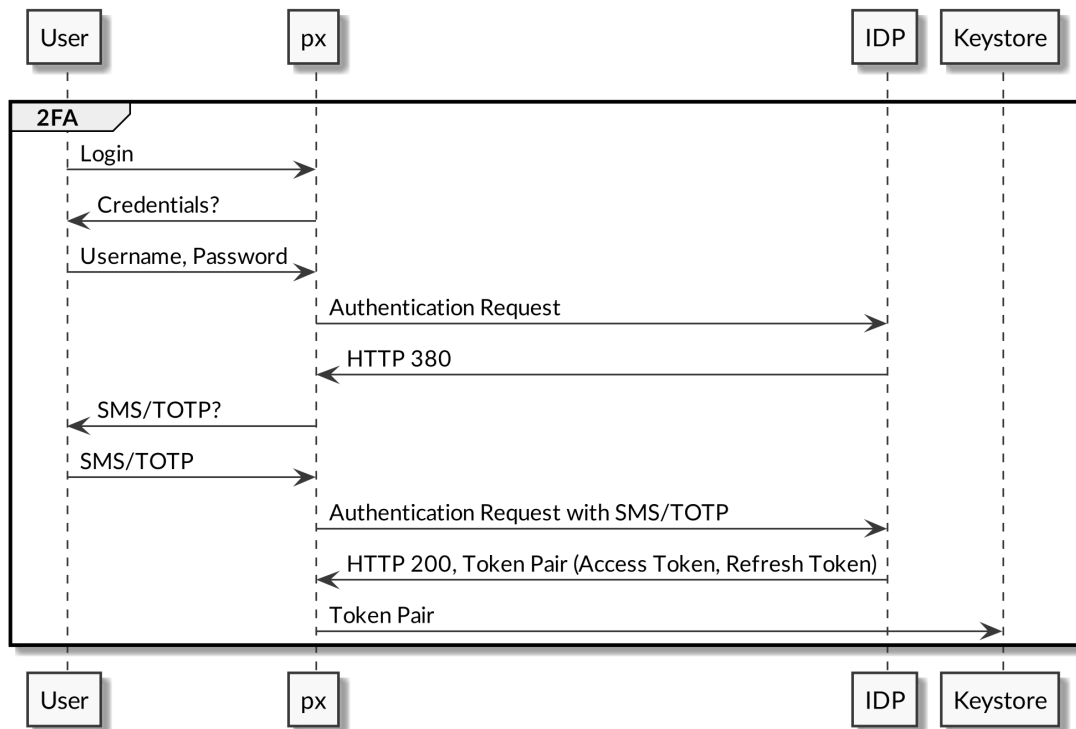 User px IDP Keystore
2FA
Login
Credentials?
Username, Password
Authentication Request
HTTP 380
SMS/TOTP?
SMS/TOTP
Authentication Request with SMS/TOTP
HTTP 200, Token Pair (Access Token, Refresh Token)
Token Pair
User px IDP Keystore